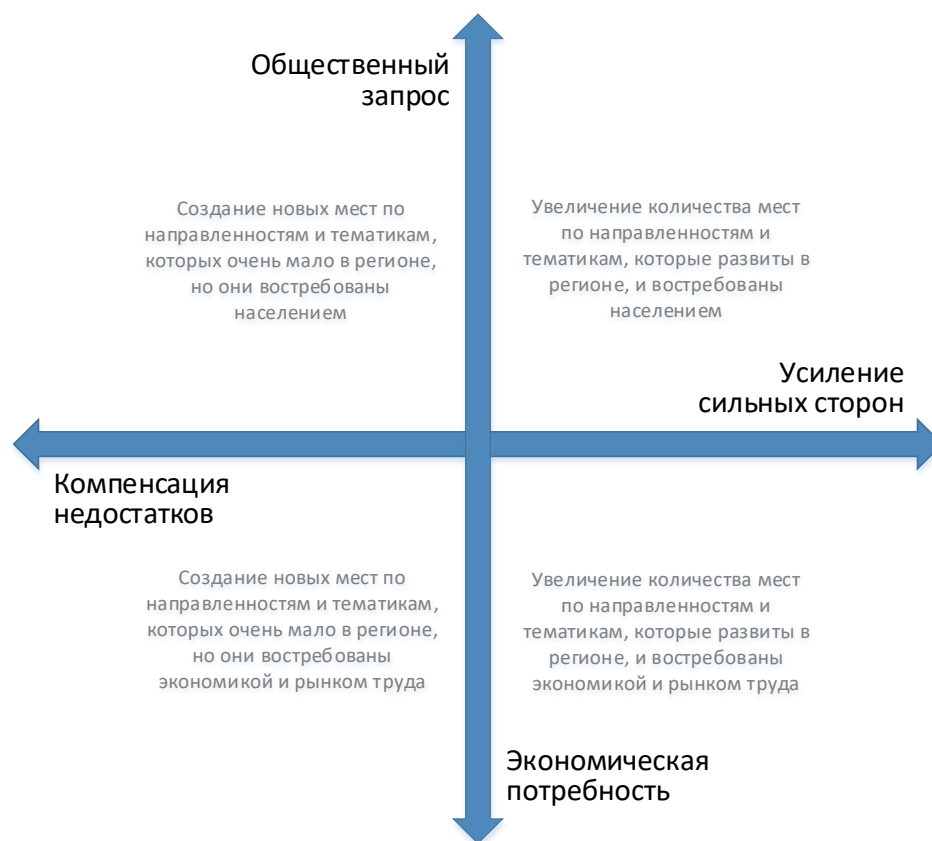 Общественный
запрос
Создание новых мест по
направленностям и тематикам,
которых очень мало в регионе,
но они востребованы
населением
Увеличение количества мест
по направленностям и
тематикам, которые развиты в
регионе, и востребованы
населением
Усиление
сильных сторон
Компенсация
недостатков
Создание новых мест по
направленностям и тематикам,
которых очень мало в регионе,
но они востребованы
экономикой и рынком труда
Увеличение количества мест
по направленностям и
тематикам, которые развиты в
регионе, и востребованы
экономикой и рынком труда
Экономическая
потребность